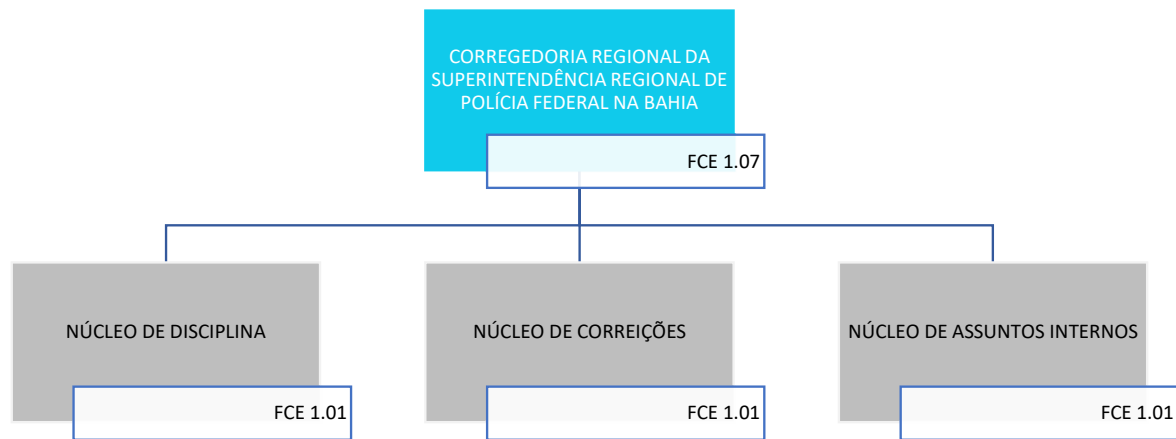 CORREGEDORIA REGIONAL DA
SUPERINTENDÊNCIA REGIONAL DE
POLÍCIA FEDERAL NA BAHIA
FCE 1.07
NÚCLEO DE DISCIPLINA
FCE 1.01
NÚCLEO DE CORREIÇÕES
FCE 1.01
NÚCLEO DE ASSUNTOS INTERNOS
FCE 1.01